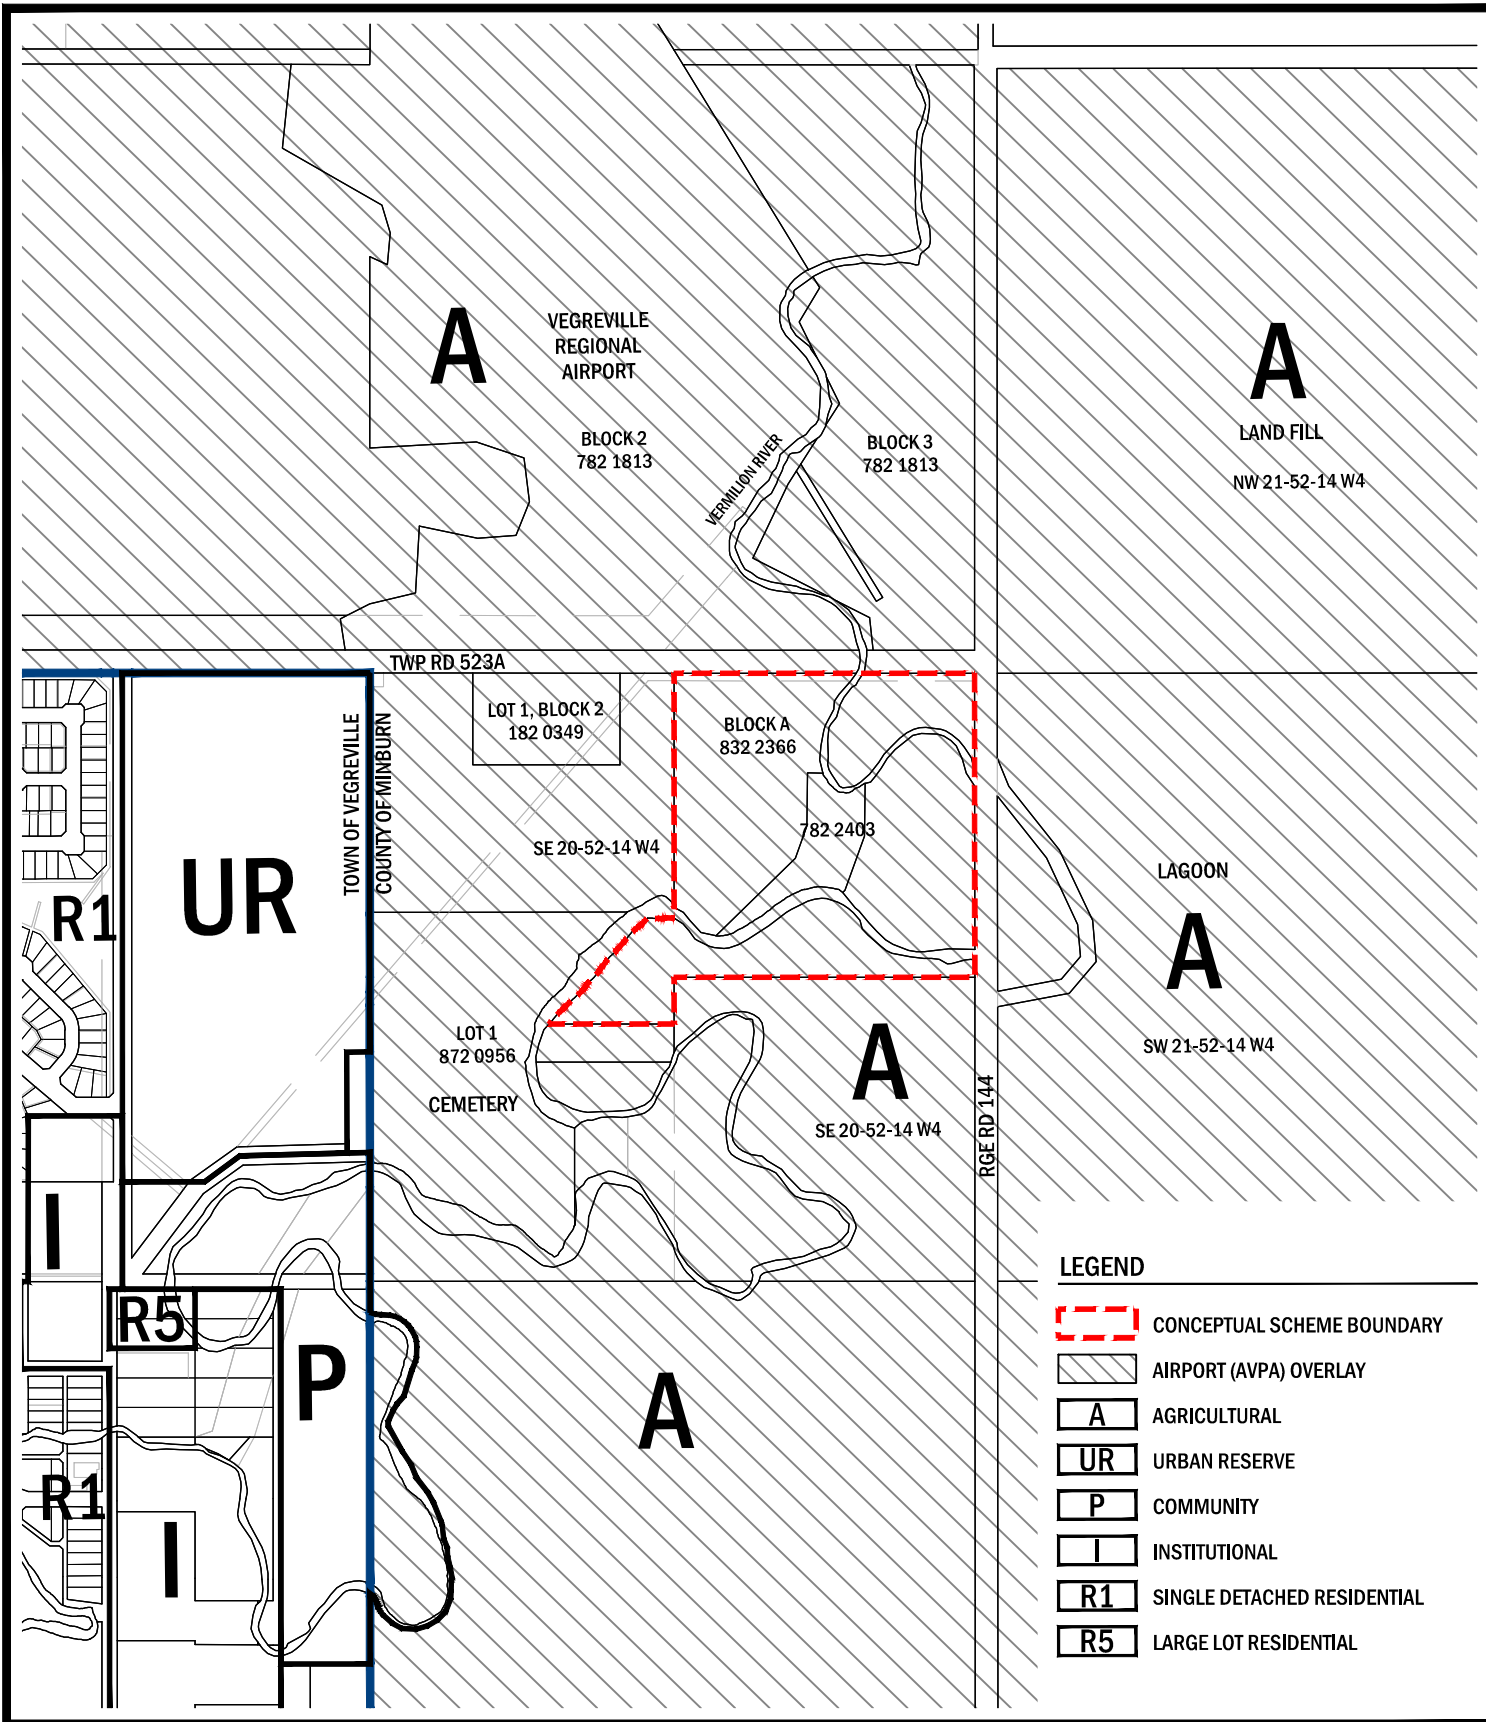 A
VEGREVILLE
REGIONAL
AIRPORT
BLOCK 2
782 1813
VERMILION RIVER
BLOCK 3
782 1813
A
LAND FILL
NW 21-52-14 W4
TWP RD 523A
LOT 1, BLOCK 2
182 0349
BLOCK A
832 2366
TOWN OF VEGREVILLE
COUNTY OF MINBURN
782 2403
SE 20-52-14 W4
LAGOON
A
SW 21-52-14 W4
R1
UR
LOT 1
872 0956
CEMETERY
A
SE 20-52-14 W4
RGE RD 144
I
R5
P
A
R1
I
LEGEND
CONCEPTUAL SCHEME BOUNDARY
AIRPORT (AVPA) OVERLAY
A AGRICULTURAL
UR URBAN RESERVE
P COMMUNITY
I INSTITUTIONAL
R1 SINGLE DETACHED RESIDENTIAL
R5 LARGE LOT RESIDENTIAL